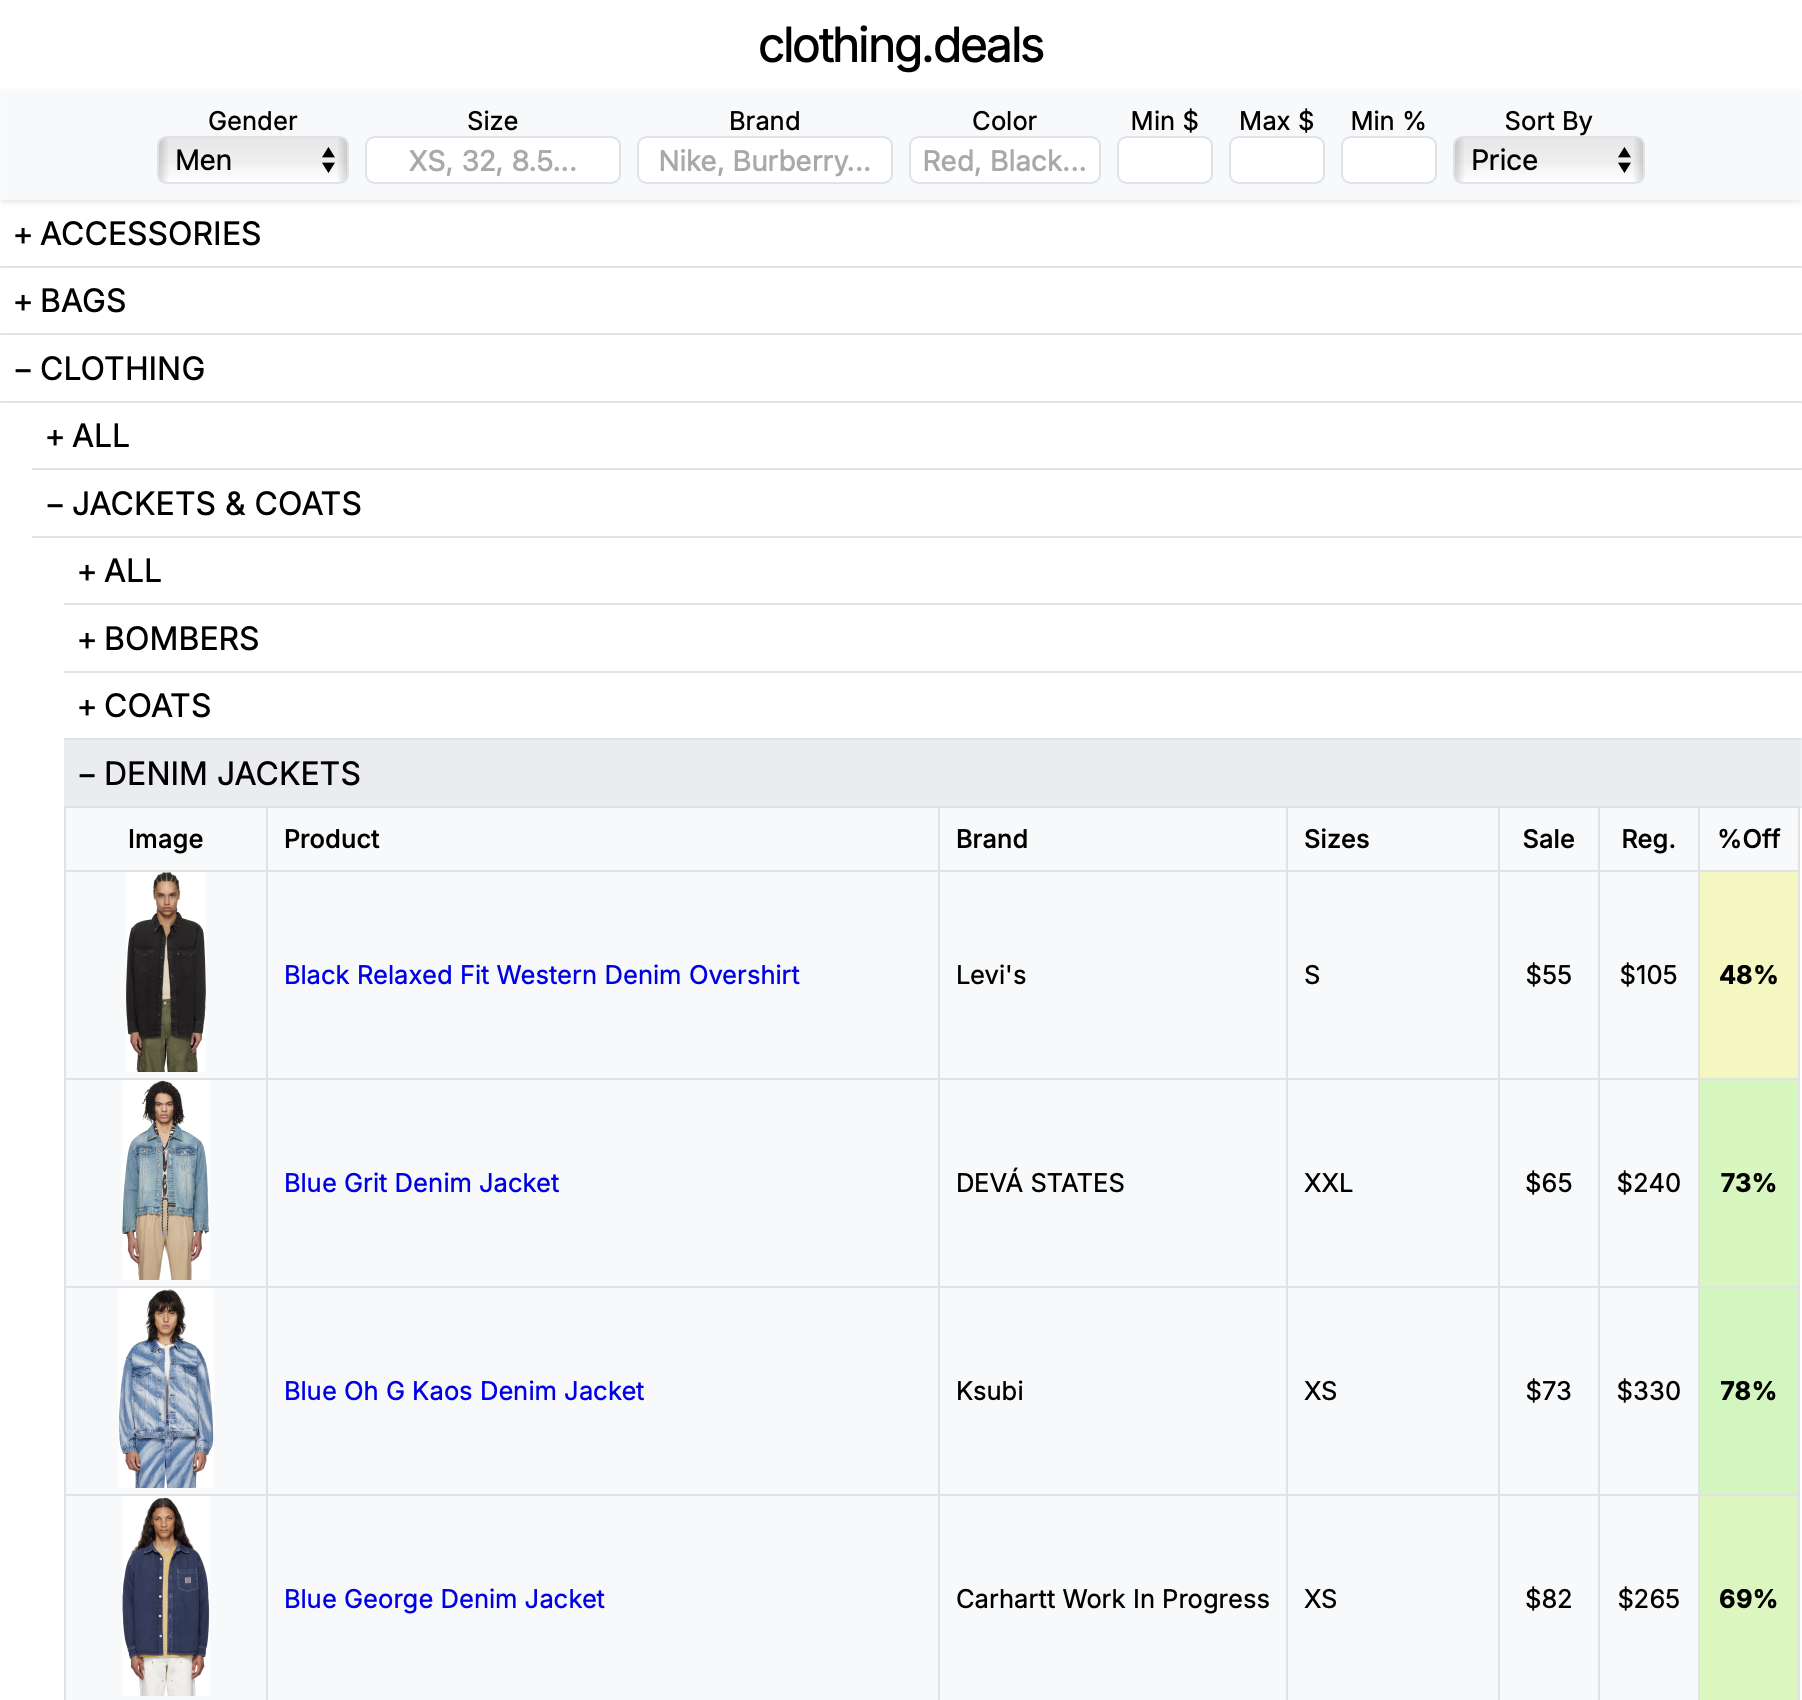 clothing.deals
Gender Size Brand Color Min $ Max $ Min % Sort By
Men XS, 32, 8.5... Nike, Burberry... Red, Black... Price
+ ACCESSORIES
+ BAGS
– CLOTHING
+ ALL
– JACKETS & COATS
+ ALL
+ BOMBERS
+ COATS
– DENIM JACKETS
Image Product Brand Sizes Sale Reg. %Off
Black Relaxed Fit Western Denim Overshirt Levi's S $55 $105 48%
Blue Grit Denim Jacket DEVÁ STATES XXL $65 $240 73%
Blue Oh G Kaos Denim Jacket Ksubi XS $73 $330 78%
Blue George Denim Jacket Carhartt Work In Progress XS $82 $265 69%